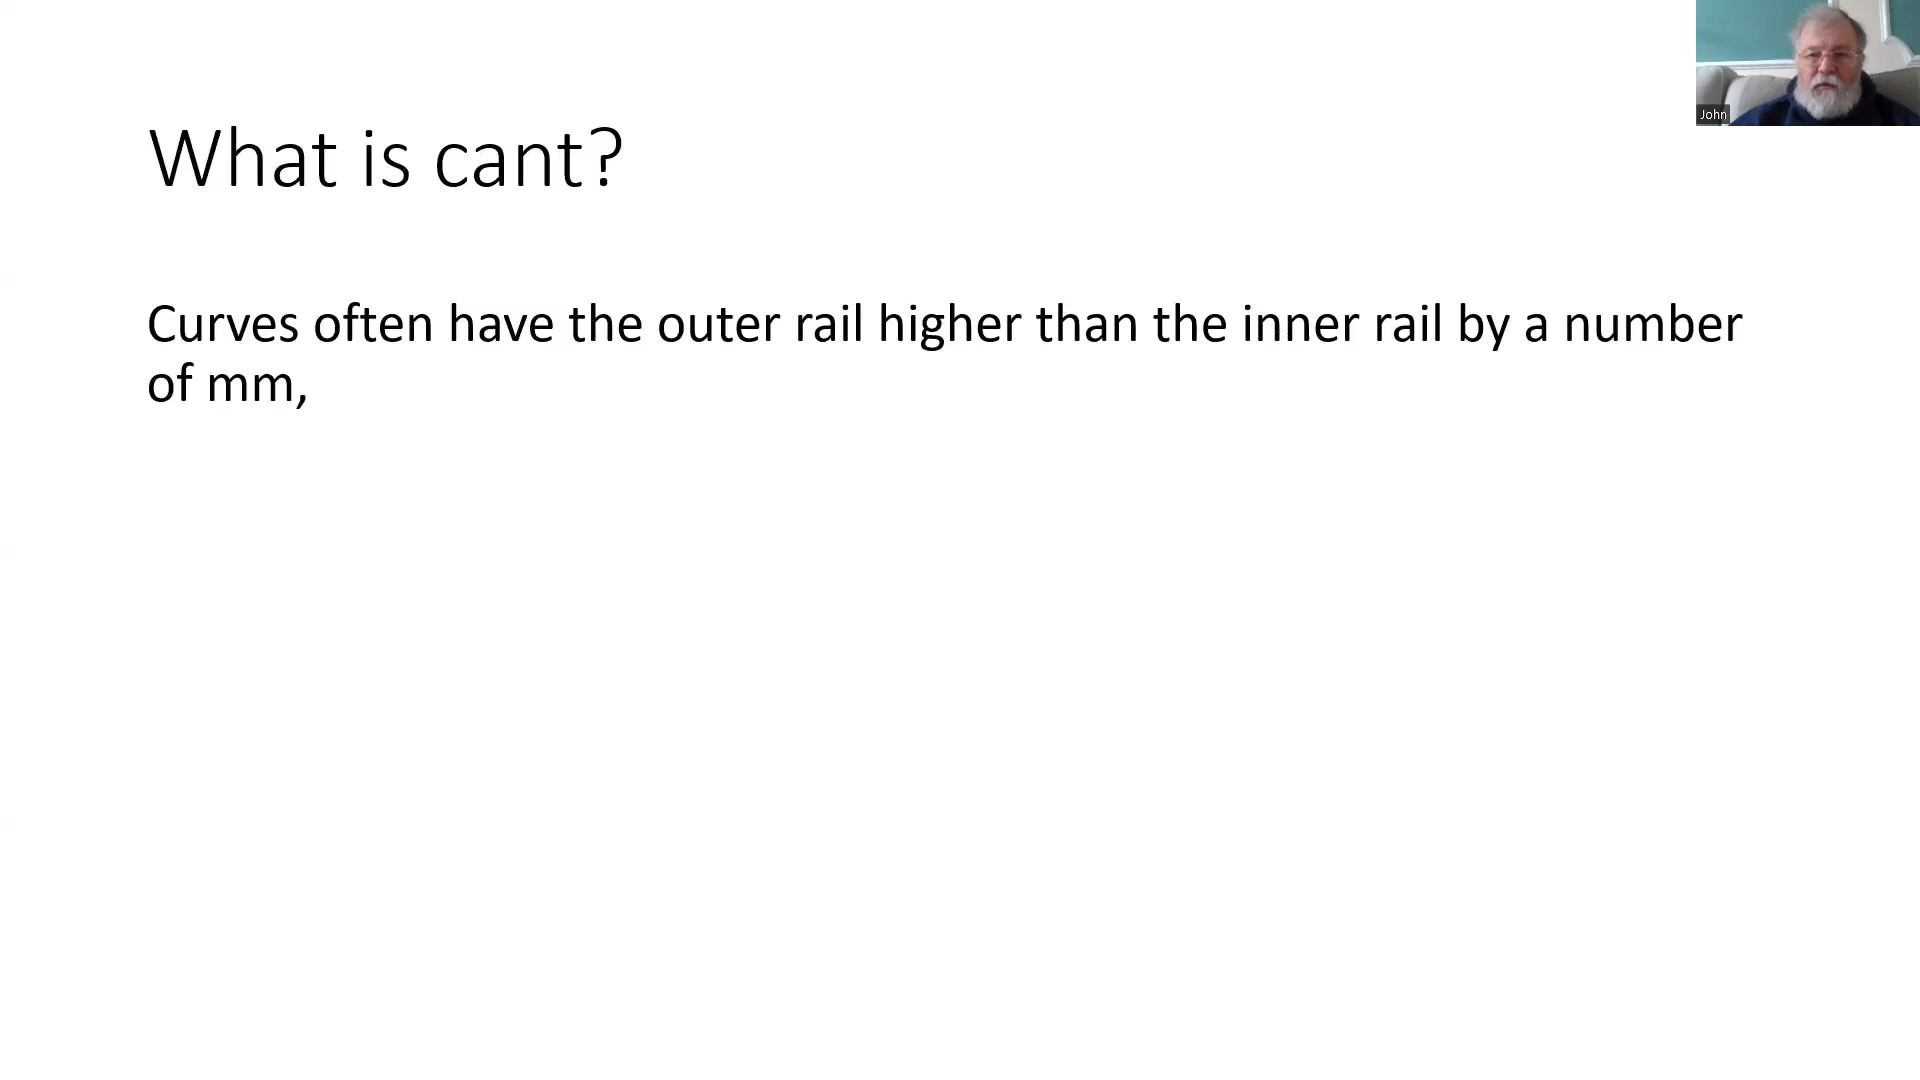 What is cant?
Curves often have the outer rail higher than the inner rail by a number
of mm,
John